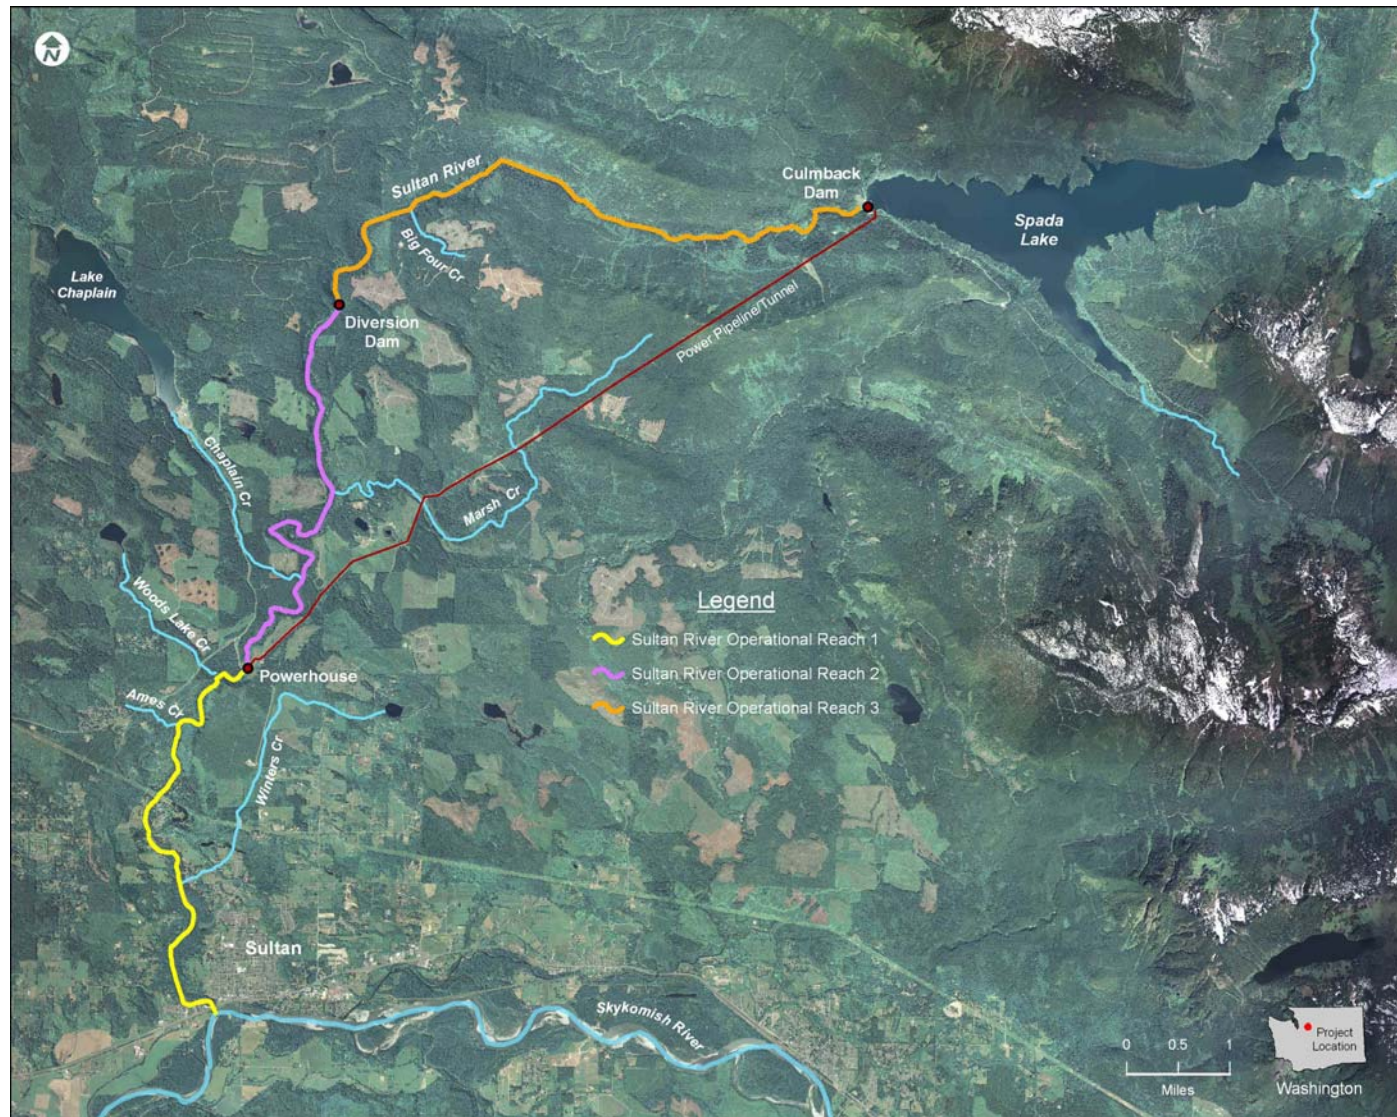 N
Sultan River
Culmback
Dam
Spada
Lake
Big Four Cr
Lake
Chaplain
Diversion
Dam
Power Pipeline/Tunnel
Chaplain Cr
Marsh Cr
Woods Lake Cr
Legend
Sultan River Operational Reach 1
Sultan River Operational Reach 2
Sultan River Operational Reach 3
Powerhouse
Ames Cr
Winters Cr
Sultan
Skykomish River
0 0.5 1
Miles
Project
Location
Washington